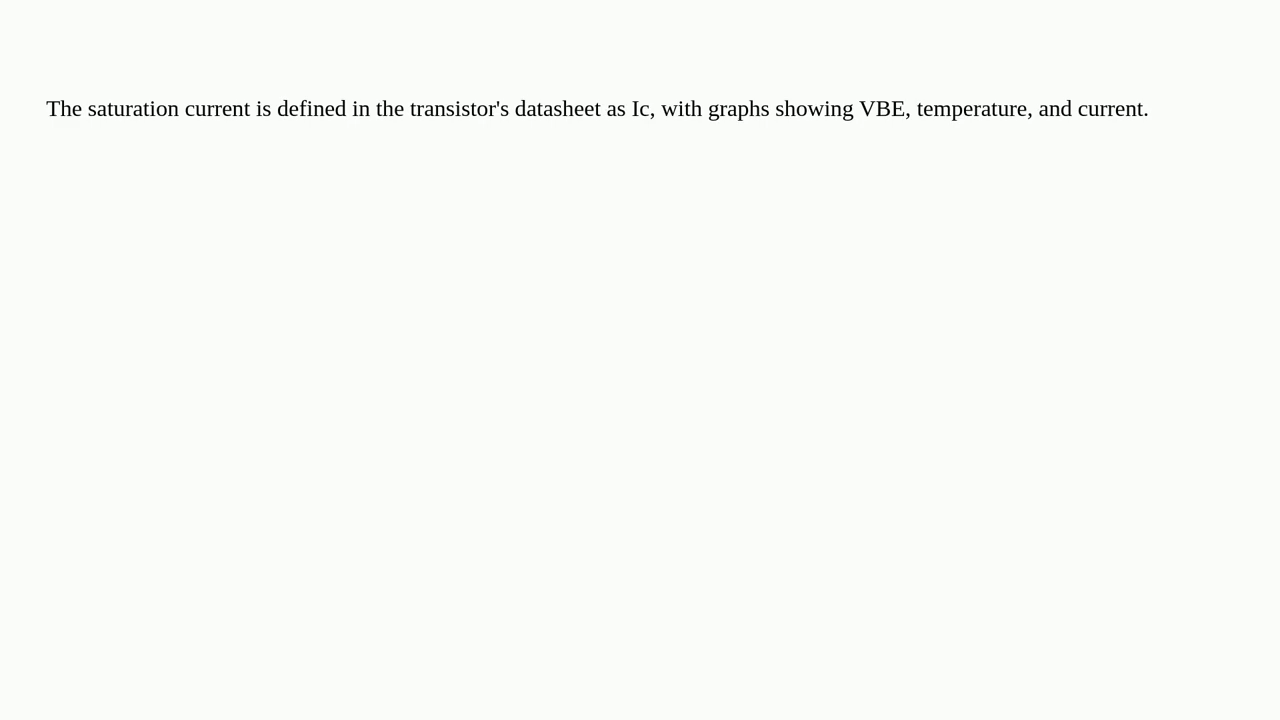 The saturation current is defined in the transistor's datasheet as Ic, with graphs showing VBE, temperature, and current.